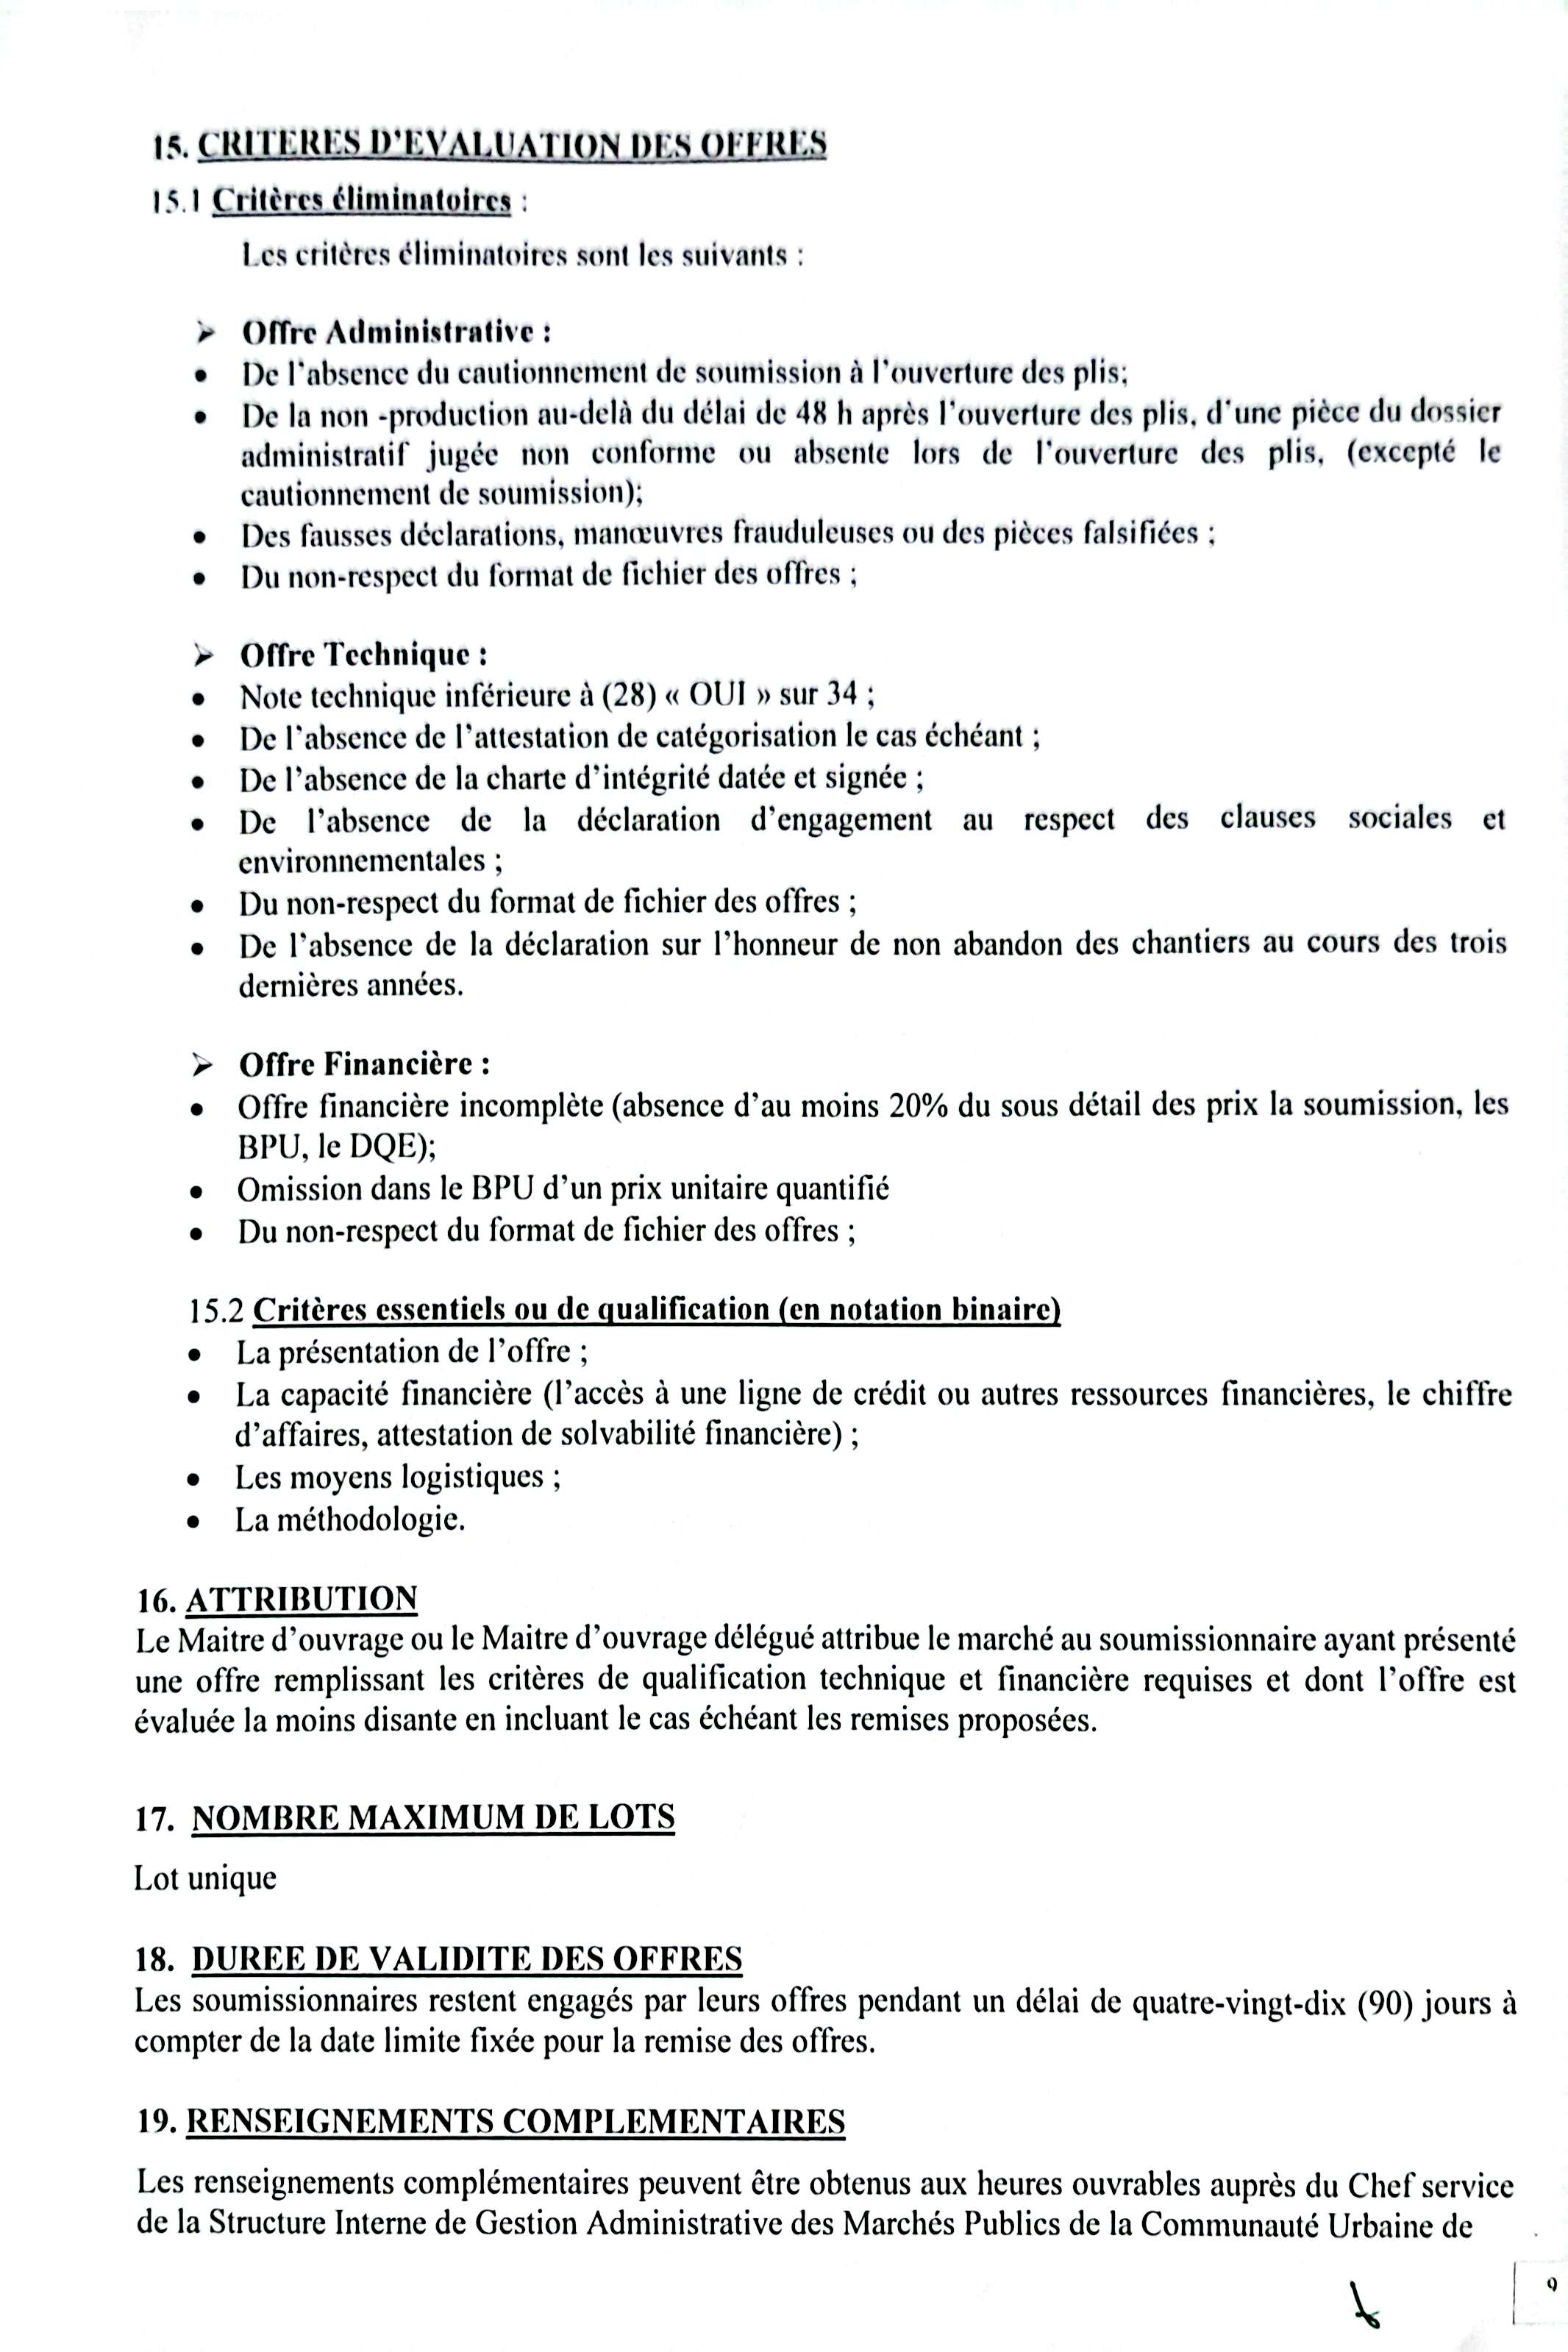 15. CRITERES D'EVALUATION DES OFFRES
15.1 Critères éliminatoires :
Les critères éliminatoires sont les suivants :
➢ Offre Administrative :
• De l'absence du cautionnement de soumission à l'ouverture des plis;
• De la non -production au-delà du délai de 48 h après l'ouverture des plis, d'une pièce du dossier
administratif jugée non conforme ou absente lors de l'ouverture des plis, (excepté le
cautionnement de soumission);
• Des fausses déclarations, manœuvres frauduleuses ou des pièces falsifiées ;
• Du non-respect du format de fichier des offres ;
➢ Offre Technique :
• Note technique inférieure à (28) « OUI » sur 34 ;
• De l'absence de l'attestation de catégorisation le cas échéant ;
• De l'absence de la charte d'intégrité datée et signée ;
• De l'absence de la déclaration d'engagement au respect des clauses sociales et
environnementales ;
• Du non-respect du format de fichier des offres ;
• De l'absence de la déclaration sur l'honneur de non abandon des chantiers au cours des trois
dernières années.
➢ Offre Financière :
• Offre financière incomplète (absence d'au moins 20% du sous détail des prix la soumission, les
BPU, le DQE);
• Omission dans le BPU d'un prix unitaire quantifié
• Du non-respect du format de fichier des offres ;
15.2 Critères essentiels ou de qualification (en notation binaire)
• La présentation de l'offre ;
• La capacité financière (l'accès à une ligne de crédit ou autres ressources financières, le chiffre
d'affaires, attestation de solvabilité financière) ;
• Les moyens logistiques ;
• La méthodologie.
16. ATTRIBUTION
Le Maitre d'ouvrage ou le Maitre d'ouvrage délégué attribue le marché au soumissionnaire ayant présenté
une offre remplissant les critères de qualification technique et financière requises et dont l'offre est
évaluée la moins disante en incluant le cas échéant les remises proposées.
17. NOMBRE MAXIMUM DE LOTS
Lot unique
18. DUREE DE VALIDITE DES OFFRES
Les soumissionnaires restent engagés par leurs offres pendant un délai de quatre-vingt-dix (90) jours à
compter de la date limite fixée pour la remise des offres.
19. RENSEIGNEMENTS COMPLEMENTAIRES
Les renseignements complémentaires peuvent être obtenus aux heures ouvrables auprès du Chef service
de la Structure Interne de Gestion Administrative des Marchés Publics de la Communauté Urbaine de
9